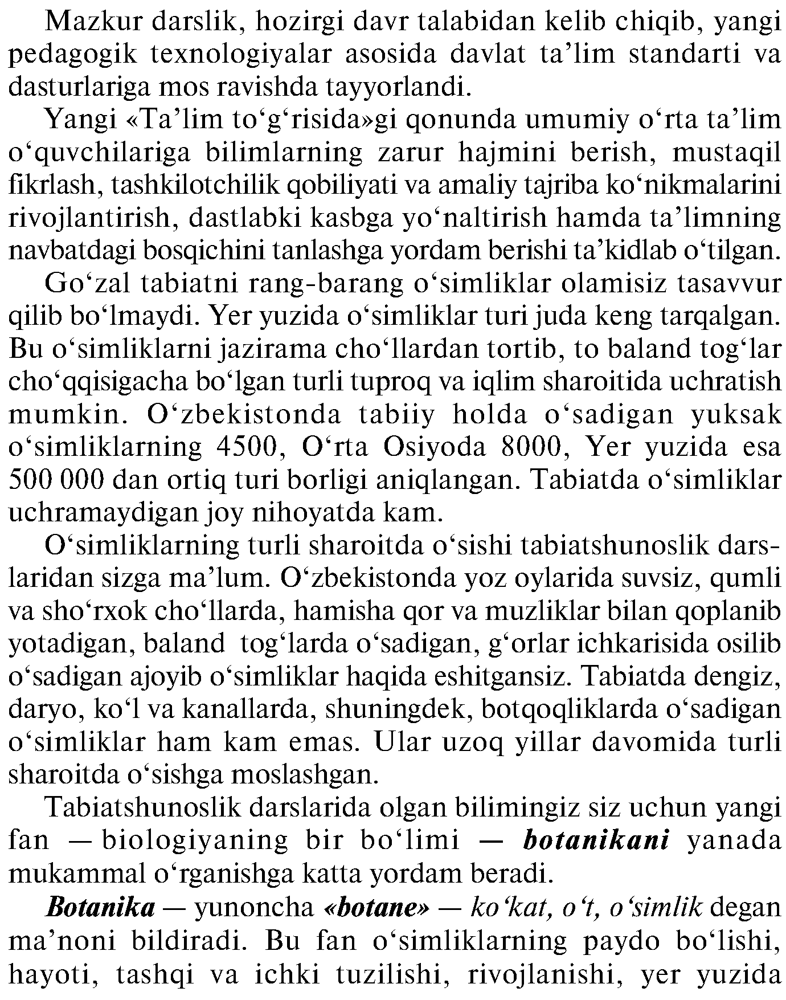 Mazkur darslik, hozirgi davr talabidan kelib chiqib, yangi
pedagogik texnologiyalar asosida davlat ta’lim standarti va
dasturlariga mos ravishda tayyorlandi.
Yangi «Ta’lim to‘g‘risida»gi qonunda umumiy o‘rta ta’lim
o‘quvchilariga bilimlarning zarur hajmini berish, mustaqil
fikrlash, tashkilotchilik qobiliyati va amaliy tajriba ko‘nikmalarini
rivojlantirish, dastlabki kasbga yo‘naltirish hamda ta’limning
navbatdagi bosqichini tanlashga yordam berishi ta’kidlab o‘tilgan.
Go‘zal tabiatni rang-barang o‘simliklar olamisiz tasavvur
qilib bo‘lmaydi. Yer yuzida o‘simliklar turi juda keng tarqalgan.
Bu o‘simliklarni jazirama cho‘llardan tortib, to baland tog‘lar
cho‘qqisigacha bo‘lgan turli tuproq va iqlim sharoitida uchratish
mumkin. O‘zbekistonda tabiiy holda o‘sadigan yuksak
o‘simliklarning 4500, O‘rta Osiyoda 8000, Yer yuzida esa
500 000 dan ortiq turi borligi aniqlangan. Tabiatda o‘simliklar
uchramaydigan joy nihoyatda kam.
O‘simliklarning turli sharoitda o‘sishi tabiatshunoslik dars-
laridan sizga ma’lum. O‘zbekistonda yoz oylarida suvsiz, qumli
va sho‘rxok cho‘llarda, hamisha qor va muzliklar bilan qoplanib
yotadigan, baland tog‘larda o‘sadigan, g‘orlar ichkarisida osilib
o‘sadigan ajoyib o‘simliklar haqida eshitgansiz. Tabiatda dengiz,
daryo, ko‘l va kanallarda, shuningdek, botqoqliklarda o‘sadigan
o‘simliklar ham kam emas. Ular uzoq yillar davomida turli
sharoitda o‘sishga moslashgan.
Tabiatshunoslik darslarida olgan bilimingiz siz uchun yangi
fan — biologiyaning bir bo‘limi — botanikani yanada
mukammal o‘rganishga katta yordam beradi.
Botanika — yunoncha «botane» — ko‘kat, o‘t, o‘simlik degan
ma’noni bildiradi. Bu fan o‘simliklarning paydo bo‘lishi,
hayoti, tashqi va ichki tuzilishi, rivojlanishi, yer yuzida